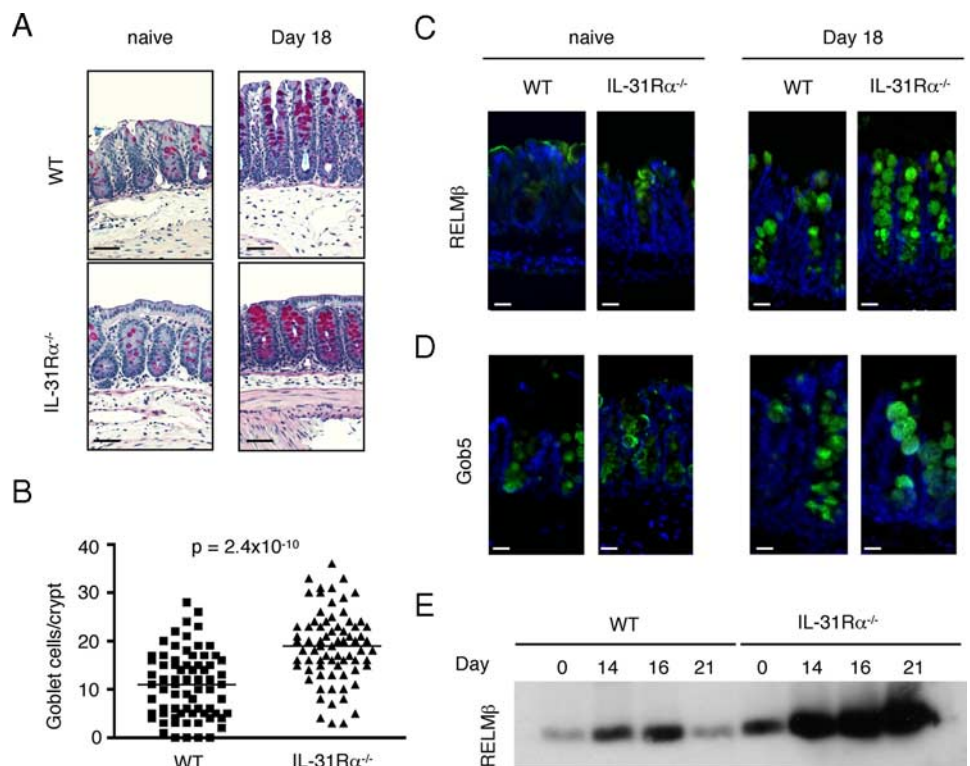 A
naive
Day 18
WT
IL-31Rα-/-
B
p = 2.4x10-10
Goblet cells/crypt
40
30
20
10
0
WT
IL-31Rα-/-
C
naive
Day 18
WT
IL-31Rα-/-
WT
IL-31Rα-/-
RELMβ
D
Gob5
E
WT
IL-31Rα-/-
Day
0
14
16
21
0
14
16
21
RELMβ